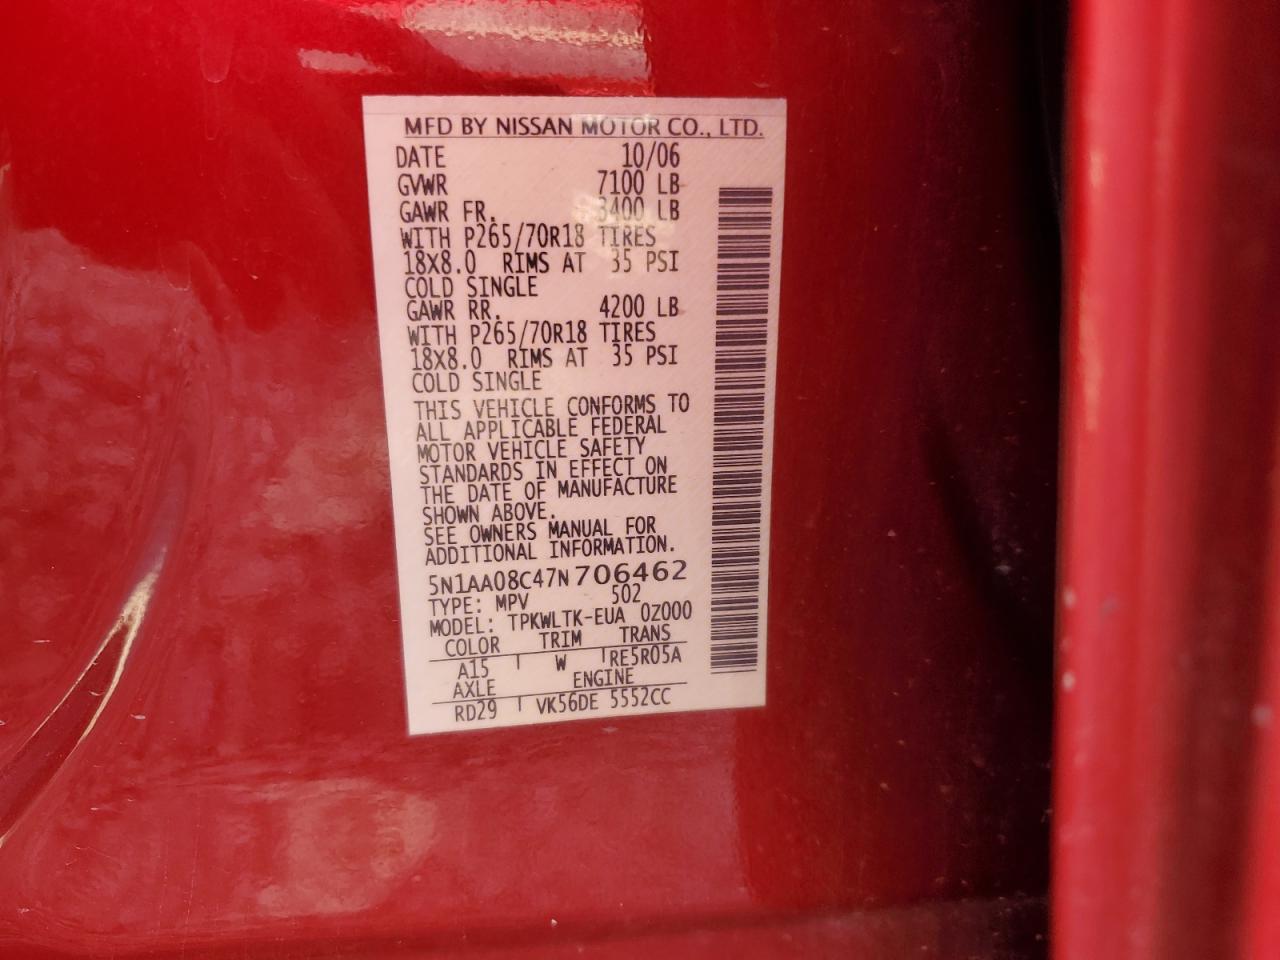 MFD BY NISSAN MOTOR CO., LTD.
DATE 10/06
GVWR 7100 LB
GAWR FR. 3400 LB
WITH P265/70R18 TIRES
18X8.0 RIMS AT 35 PSI
COLD SINGLE
GAWR RR. 4200 LB
WITH P265/70R18 TIRES
18X8.0 RIMS AT 35 PSI
COLD SINGLE
THIS VEHICLE CONFORMS TO
ALL APPLICABLE FEDERAL
MOTOR VEHICLE SAFETY
STANDARDS IN EFFECT ON
THE DATE OF MANUFACTURE
SHOWN ABOVE.
SEE OWNERS MANUAL FOR
ADDITIONAL INFORMATION.
5N1AA08C47N706462
TYPE: MPV 502
MODEL: TPKWLTK-EUA 0Z000
COLOR TRIM TRANS
A15 W RE5R05A
AXLE ENGINE
RD29 VK56DE 5552CC